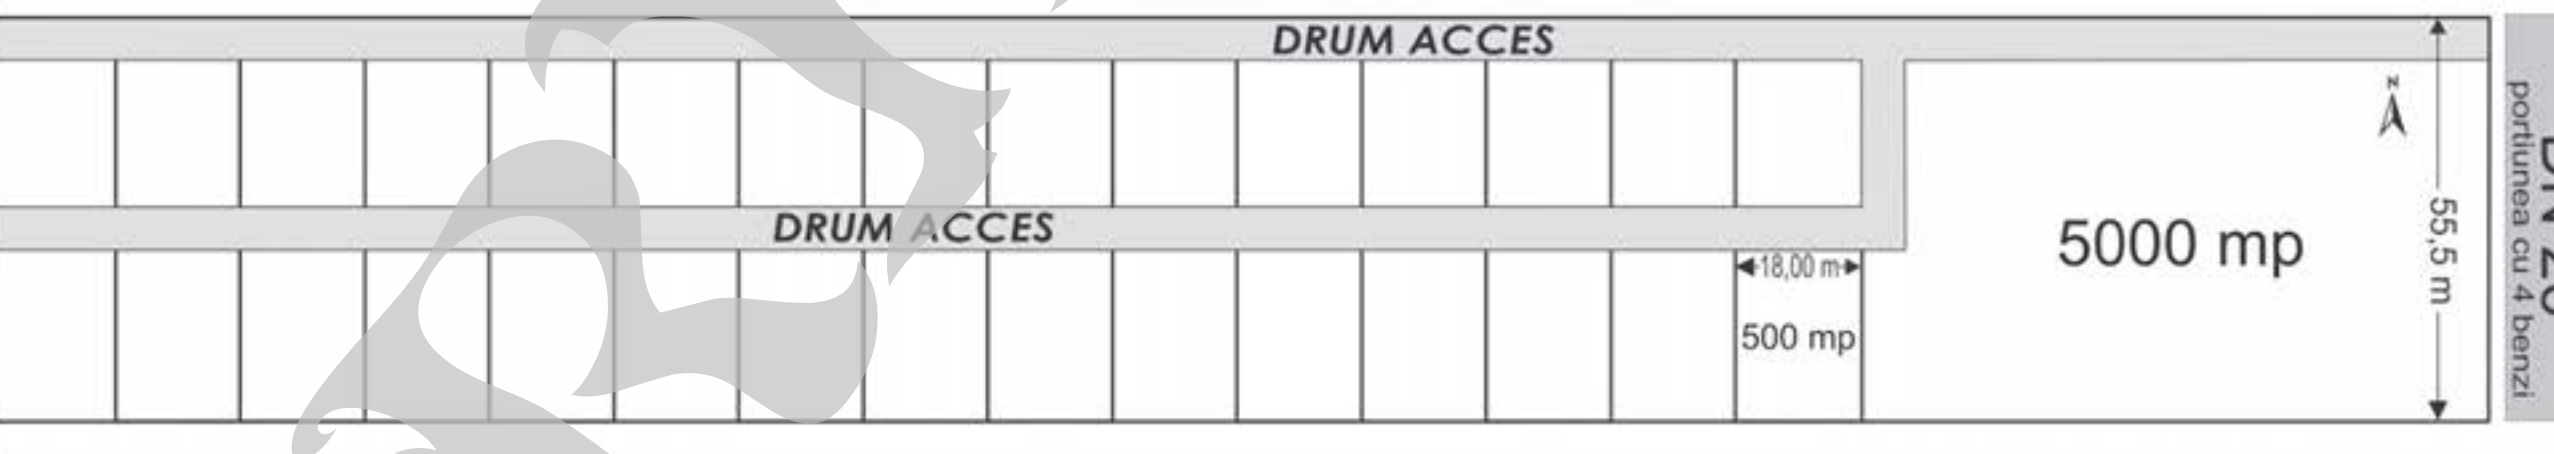 DRUM ACCES
N
DRUM ACCES
18,00 m
500 mp
5000 mp
55,5 m
portiunea cu 4 benzi